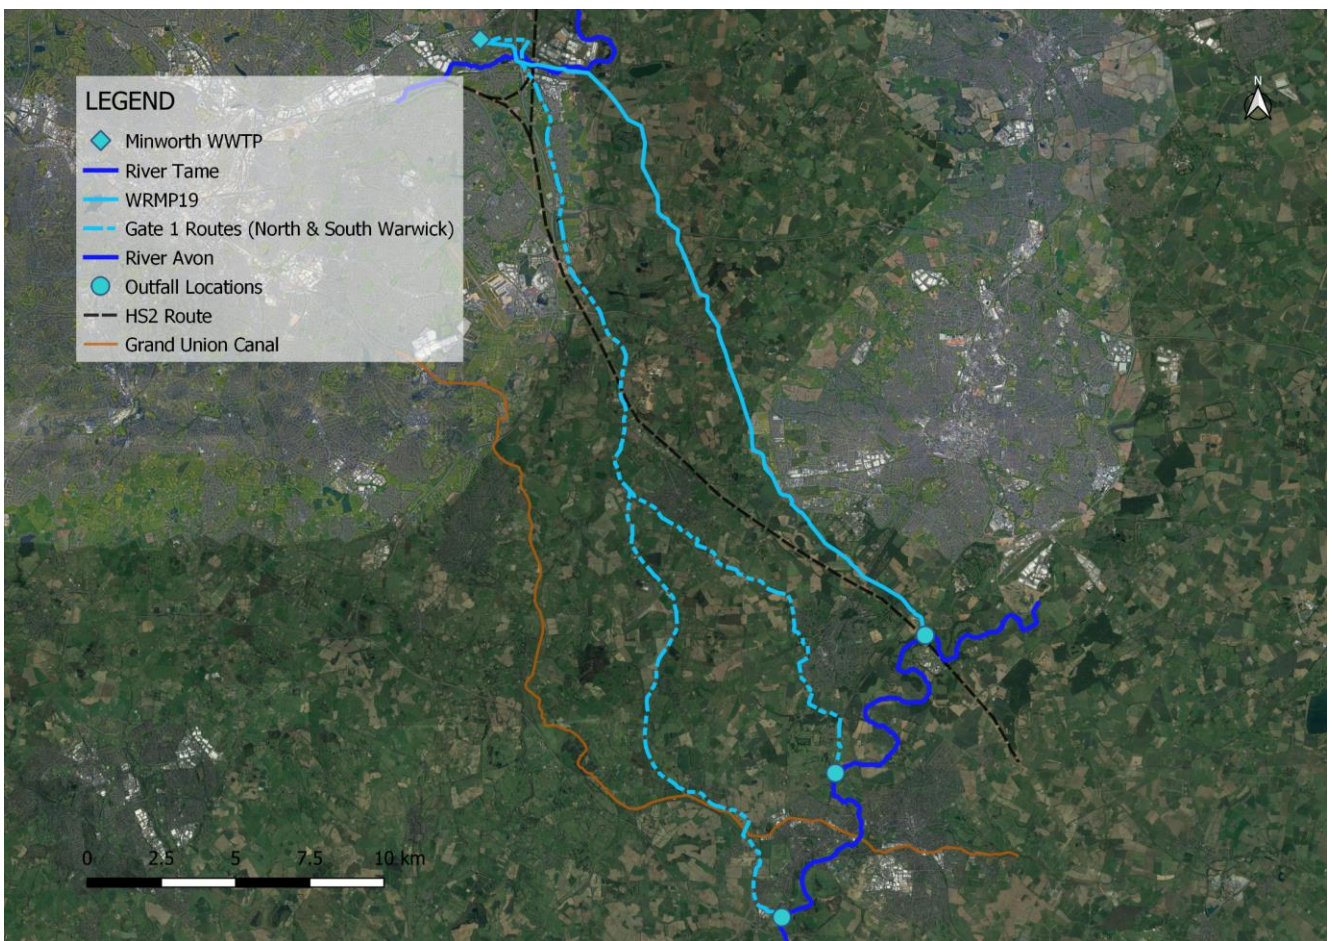 N
LEGEND
Minworth WWTP
River Tame
WRMP19
Gate 1 Routes (North & South Warwick)
River Avon
Outfall Locations
HS2 Route
Grand Union Canal
0 2.5 5 7.5 10 km